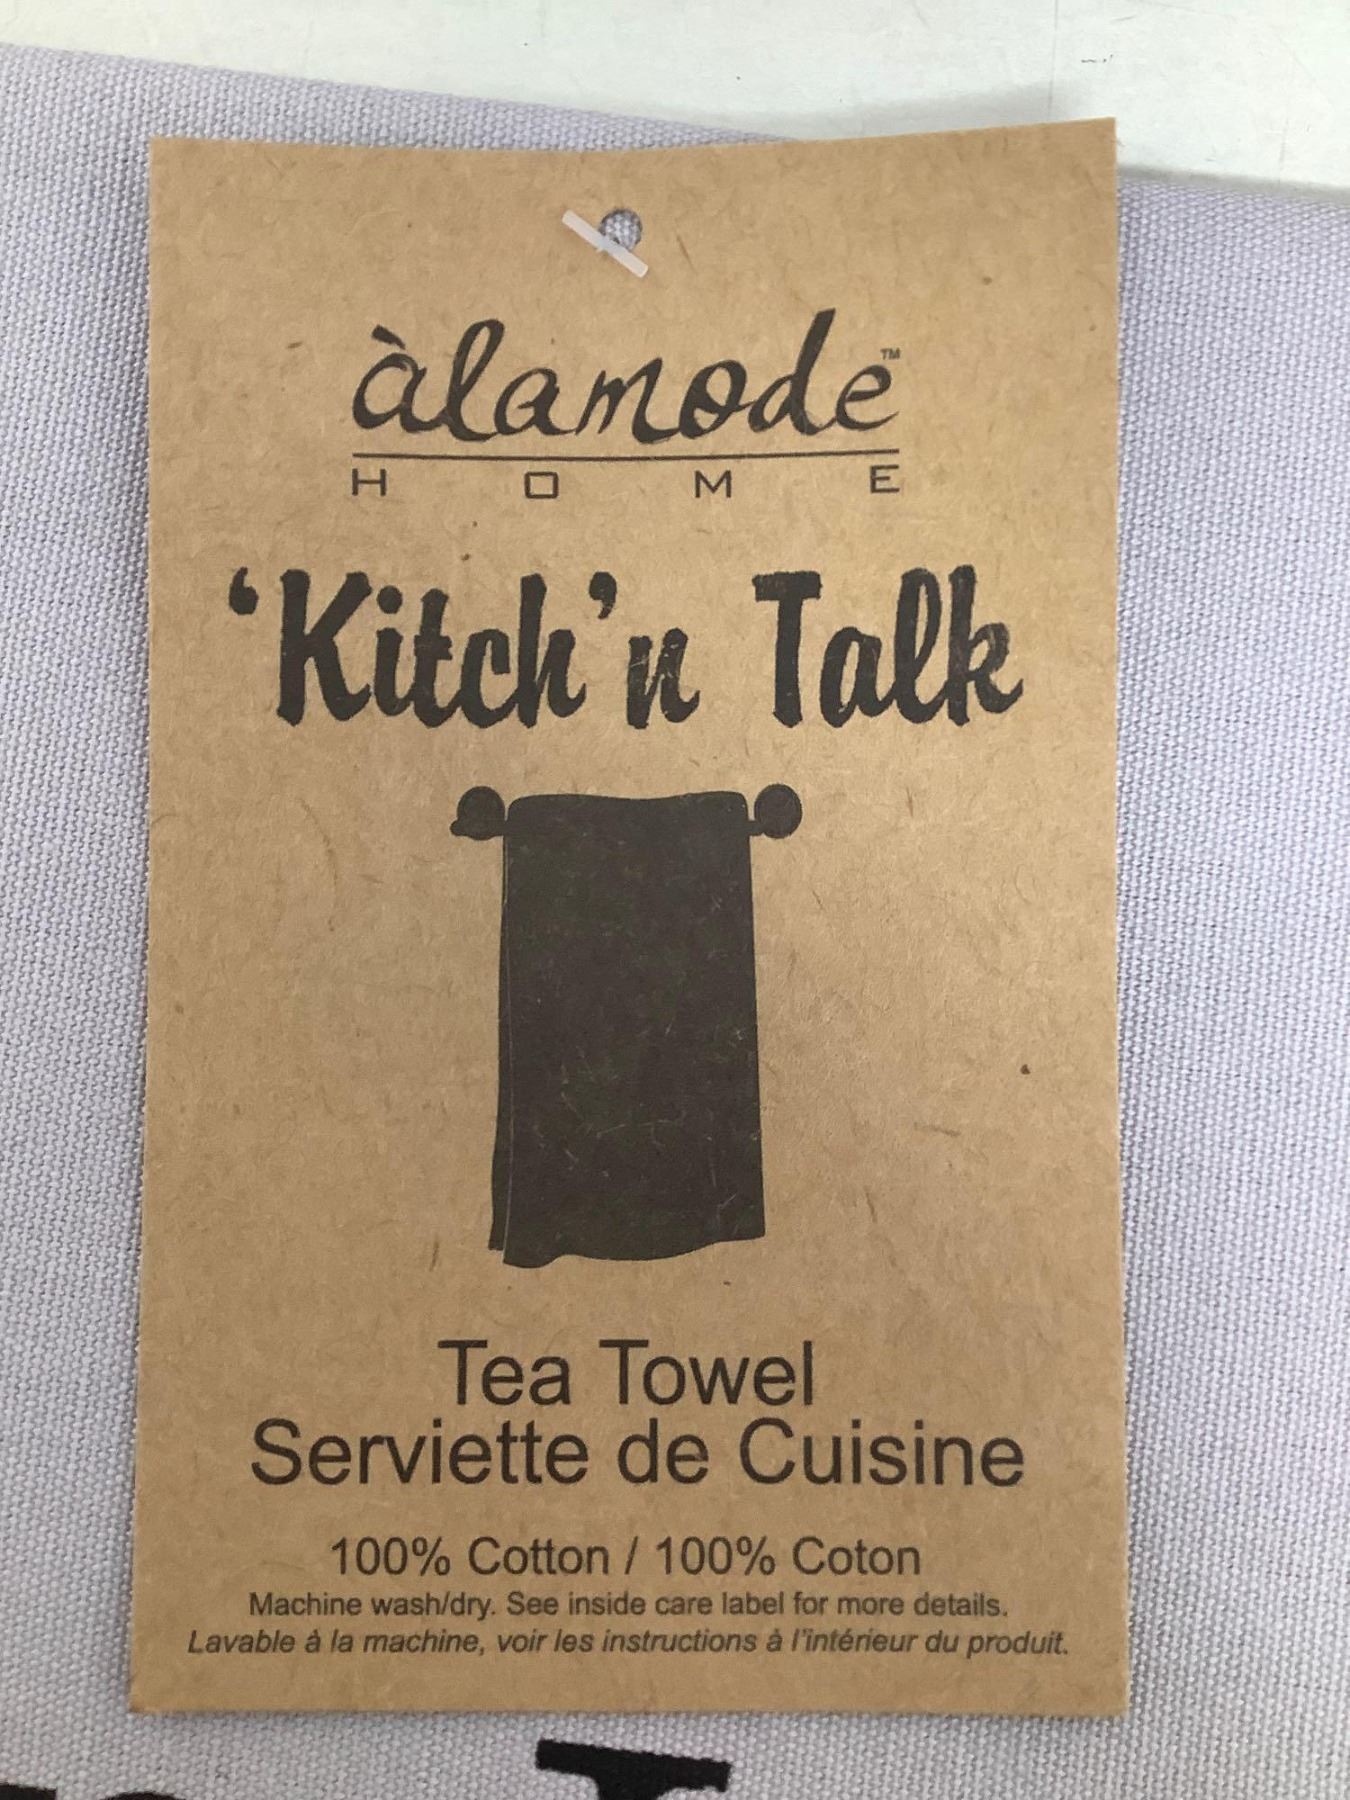 àlamode™
HOME
‘Kitch’n Talk
Tea Towel
Serviette de Cuisine
100% Cotton / 100% Coton
Machine wash/dry. See inside care label for more details.
Lavable à la machine, voir les instructions à l'intérieur du produit.